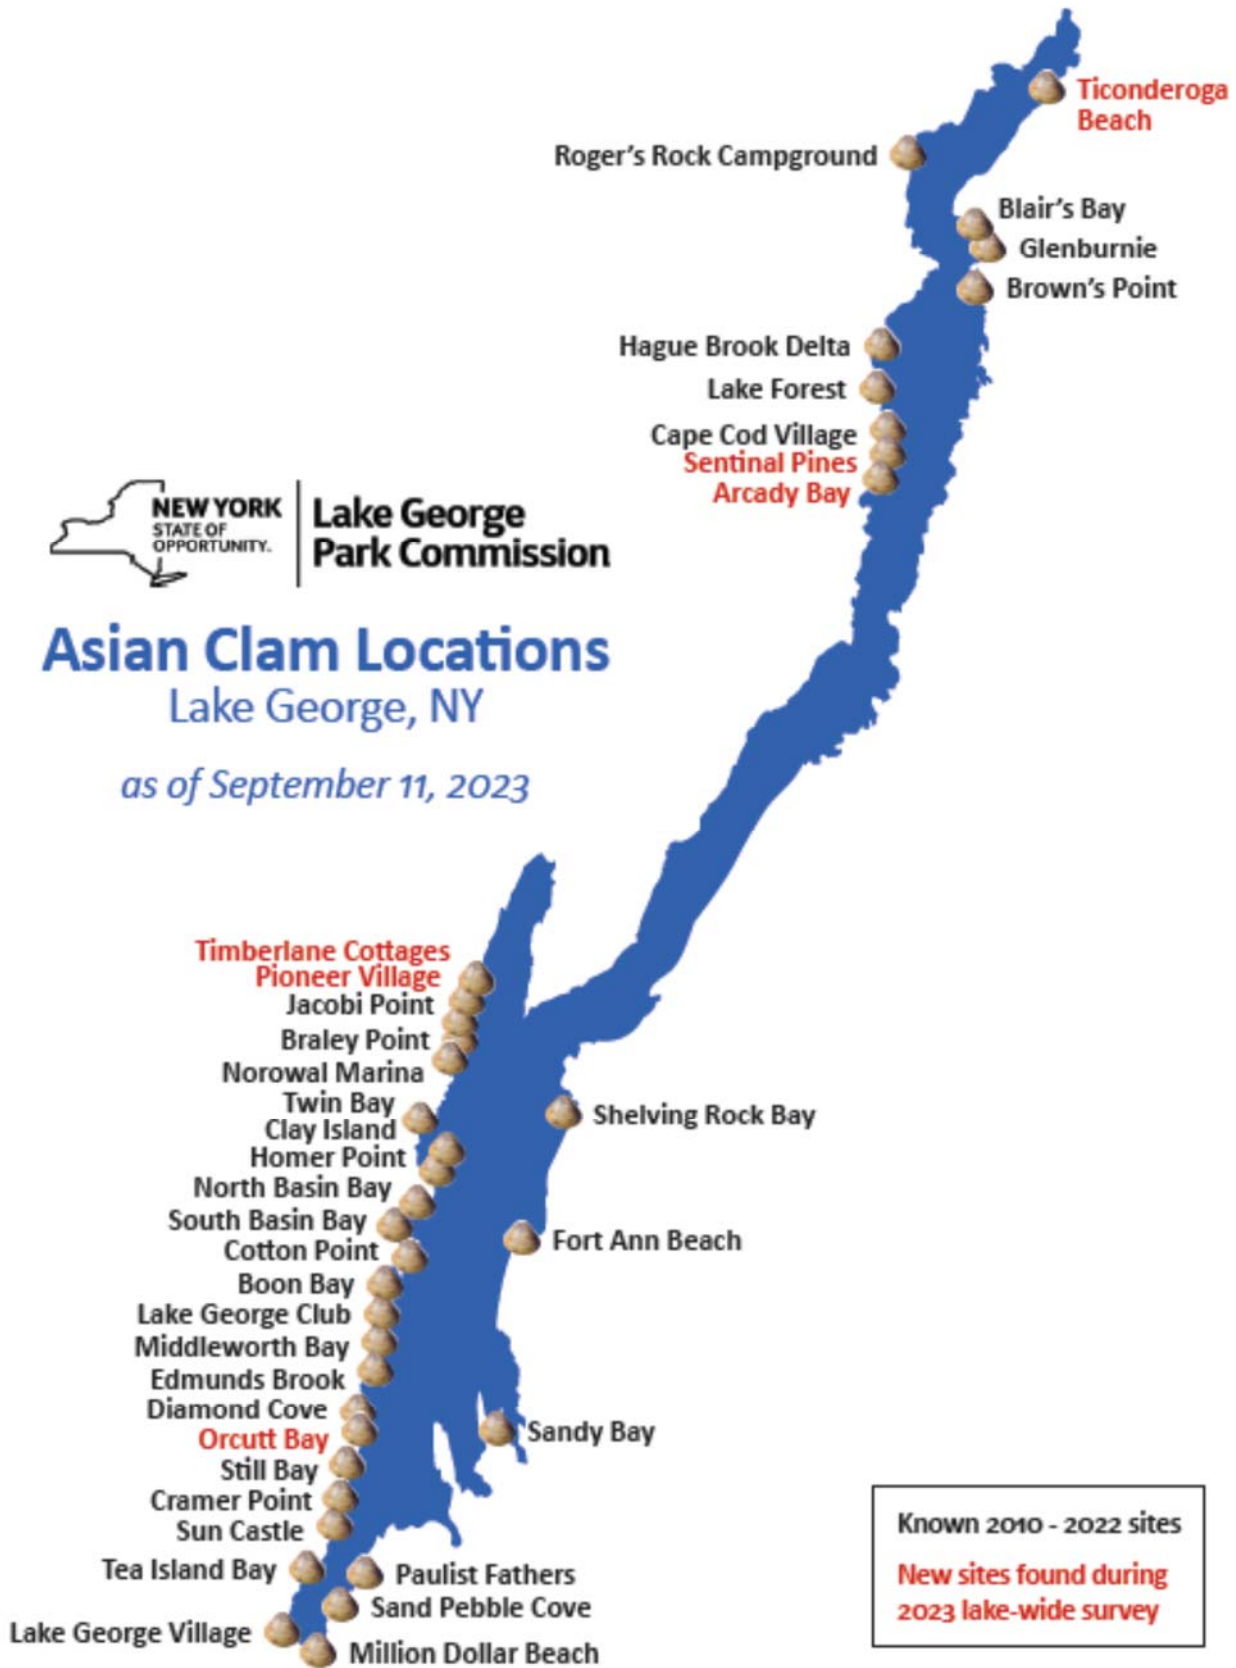 Ticonderoga
Beach
Roger's Rock Campground
Blair's Bay
Glenburnie
Brown's Point
Hague Brook Delta
Lake Forest
Cape Cod Village
Sentinal Pines
Arcady Bay
NEW YORK
STATE OF
OPPORTUNITY.
Lake George
Park Commission
Asian Clam Locations
Lake George, NY
as of September 11, 2023
Timberlane Cottages
Pioneer Village
Jacobi Point
Braley Point
Norowal Marina
Twin Bay
Clay Island
Homer Point
North Basin Bay
South Basin Bay
Cotton Point
Boon Bay
Lake George Club
Middleworth Bay
Edmunds Brook
Diamond Cove
Orcutt Bay
Still Bay
Cramer Point
Sun Castle
Tea Island Bay
Lake George Village
Shelving Rock Bay
Fort Ann Beach
Sandy Bay
Paulist Fathers
Sand Pebble Cove
Million Dollar Beach
Known 2010 - 2022 sites
New sites found during
2023 lake-wide survey